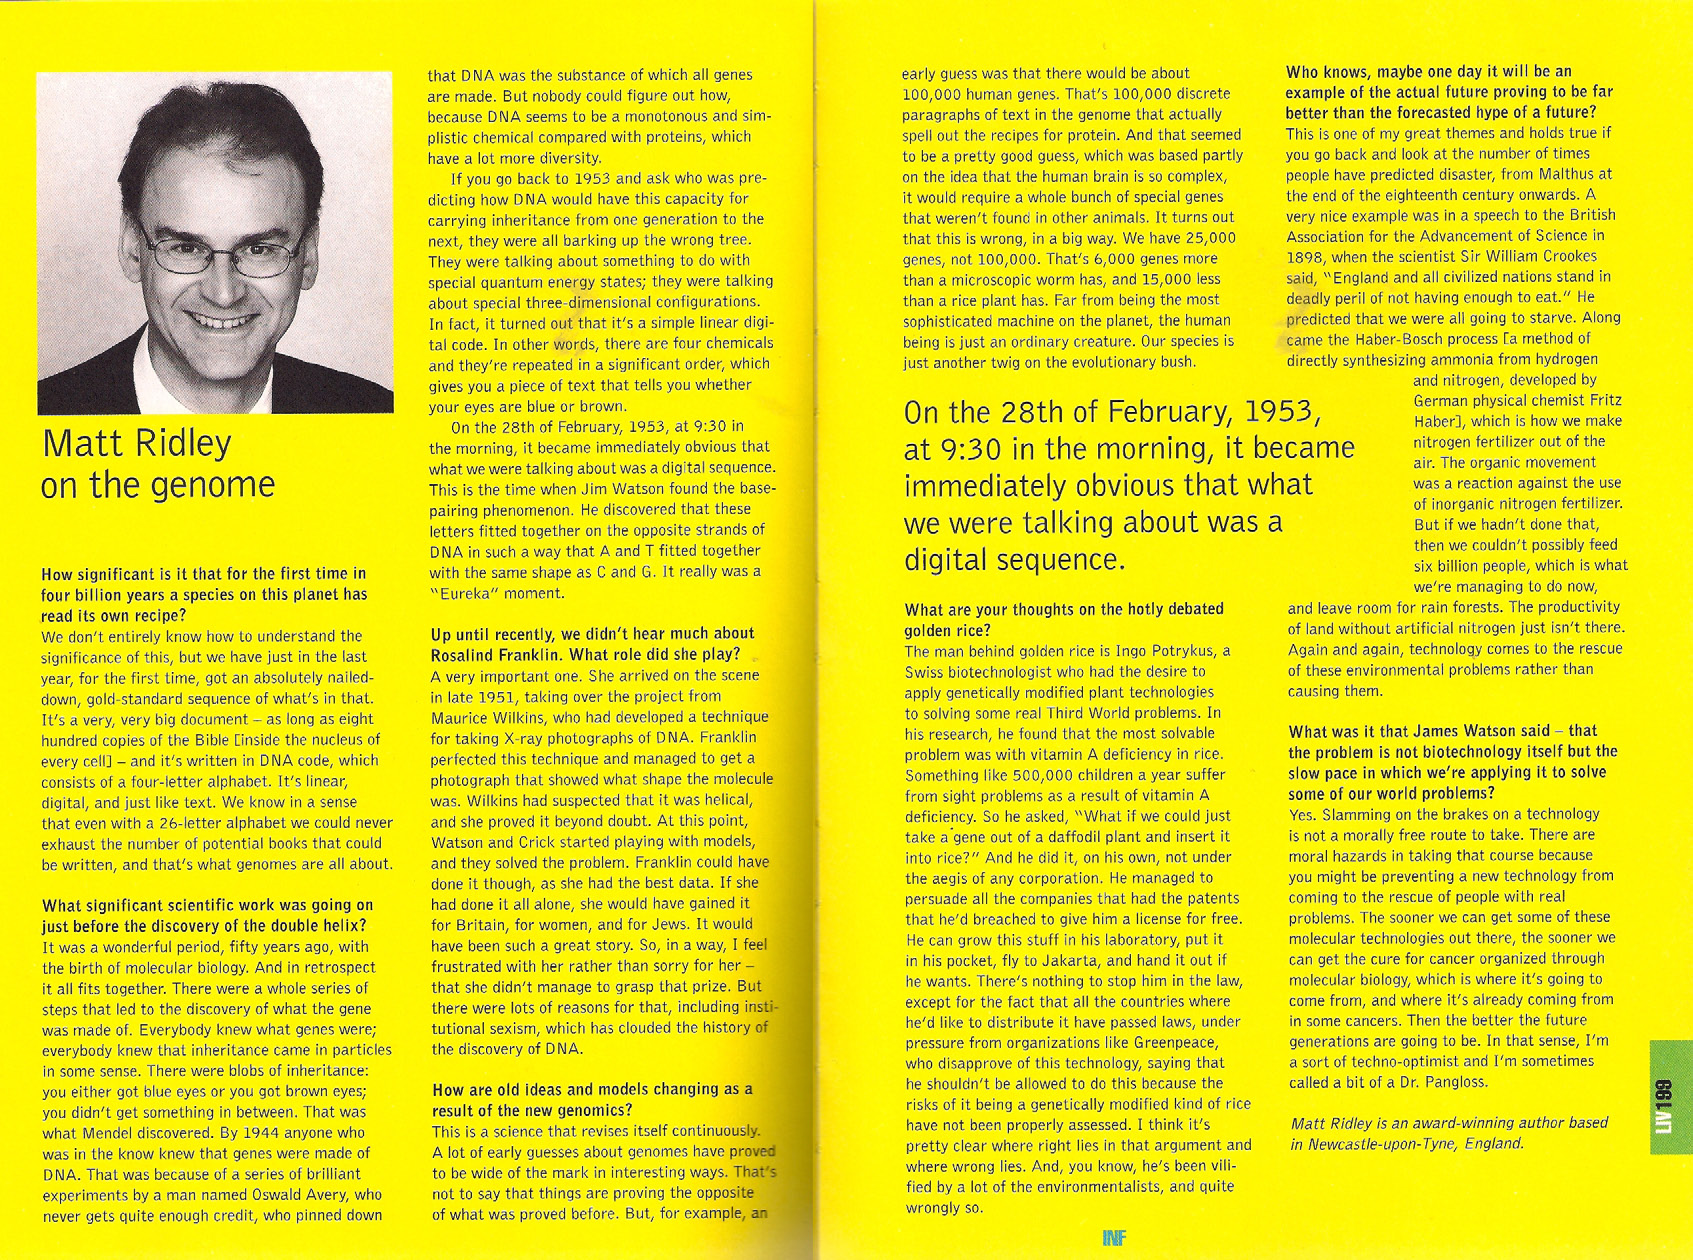 Matt Ridley
on the genome
How significant is it that for the first time in
four billion years a species on this planet has
read its own recipe?
We don't entirely know how to understand the
significance of this, but we have just in the last
year, for the first time, got an absolutely nailed-
down, gold-standard sequence of what's in that.
It's a very, very big document – as long as eight
hundred copies of the Bible [inside the nucleus of
every cell] – and it's written in DNA code, which
consists of a four-letter alphabet. It's linear,
digital, and just like text. We know in a sense
that even with a 26-letter alphabet we could never
exhaust the number of potential books that could
be written, and that's what genomes are all about.
What significant scientific work was going on
just before the discovery of the double helix?
It was a wonderful period, fifty years ago, with
the birth of molecular biology. And in retrospect
it all fits together. There were a whole series of
steps that led to the discovery of what the gene
was made of. Everybody knew what genes were;
everybody knew that inheritance came in particles
in some sense. There were blobs of inheritance:
you either got blue eyes or you got brown eyes;
you didn't get something in between. That was
what Mendel discovered. By 1944 anyone who
was in the know knew that genes were made of
DNA. That was because of a series of brilliant
experiments by a man named Oswald Avery, who
never gets quite enough credit, who pinned down
that DNA was the substance of which all genes
are made. But nobody could figure out how,
because DNA seems to be a monotonous and sim-
plistic chemical compared with proteins, which
have a lot more diversity.
If you go back to 1953 and ask who was pre-
dicting how DNA would have this capacity for
carrying inheritance from one generation to the
next, they were all barking up the wrong tree.
They were talking about something to do with
special quantum energy states; they were talking
about special three-dimensional configurations.
In fact, it turned out that it's a simple linear digi-
tal code. In other words, there are four chemicals
and they're repeated in a significant order, which
gives you a piece of text that tells you whether
your eyes are blue or brown.
On the 28th of February, 1953, at 9:30 in
the morning, it became immediately obvious that
what we were talking about was a digital sequence.
This is the time when Jim Watson found the base-
pairing phenomenon. He discovered that these
letters fitted together on the opposite strands of
DNA in such a way that A and T fitted together
with the same shape as C and G. It really was a
"Eureka" moment.
Up until recently, we didn't hear much about
Rosalind Franklin. What role did she play?
A very important one. She arrived on the scene
in late 1951, taking over the project from
Maurice Wilkins, who had developed a technique
for taking X-ray photographs of DNA. Franklin
perfected this technique and managed to get a
photograph that showed what shape the molecule
was. Wilkins had suspected that it was helical,
and she proved it beyond doubt. At this point,
Watson and Crick started playing with models,
and they solved the problem. Franklin could have
done it though, as she had the best data. If she
had done it all alone, she would have gained it
for Britain, for women, and for Jews. It would
have been such a great story. So, in a way, I feel
frustrated with her rather than sorry for her –
that she didn't manage to grasp that prize. But
there were lots of reasons for that, including insti-
tutional sexism, which has clouded the history of
the discovery of DNA.
How are old ideas and models changing as a
result of the new genomics?
This is a science that revises itself continuously.
A lot of early guesses about genomes have proved
to be wide of the mark in interesting ways. That's
not to say that things are proving the opposite
of what was proved before. But, for example, an
early guess was that there would be about
100,000 human genes. That's 100,000 discrete
paragraphs of text in the genome that actually
spell out the recipes for protein. And that seemed
to be a pretty good guess, which was based partly
on the idea that the human brain is so complex,
it would require a whole bunch of special genes
that weren't found in other animals. It turns out
that this is wrong, in a big way. We have 25,000
genes, not 100,000. That's 6,000 genes more
than a microscopic worm has, and 15,000 less
than a rice plant has. Far from being the most
sophisticated machine on the planet, the human
being is just an ordinary creature. Our species is
just another twig on the evolutionary bush.
On the 28th of February, 1953,
at 9:30 in the morning, it became
immediately obvious that what
we were talking about was a
digital sequence.
What are your thoughts on the hotly debated
golden rice?
The man behind golden rice is Ingo Potrykus, a
Swiss biotechnologist who had the desire to
apply genetically modified plant technologies
to solving some real Third World problems. In
his research, he found that the most solvable
problem was with vitamin A deficiency in rice.
Something like 500,000 children a year suffer
from sight problems as a result of vitamin A
deficiency. So he asked, "What if we could just
take a gene out of a daffodil plant and insert it
into rice?" And he did it, on his own, not under
the aegis of any corporation. He managed to
persuade all the companies that had the patents
that he'd breached to give him a license for free.
He can grow this stuff in his laboratory, put it
in his pocket, fly to Jakarta, and hand it out if
he wants. There's nothing to stop him in the law,
except for the fact that all the countries where
he'd like to distribute it have passed laws, under
pressure from organizations like Greenpeace,
who disapprove of this technology, saying that
he shouldn't be allowed to do this because the
risks of it being a genetically modified kind of rice
have not been properly assessed. I think it's
pretty clear where right lies in that argument and
where wrong lies. And, you know, he's been vili-
fied by a lot of the environmentalists, and quite
wrongly so.
Who knows, maybe one day it will be an
example of the actual future proving to be far
better than the forecasted hype of a future?
This is one of my great themes and holds true if
you go back and look at the number of times
people have predicted disaster, from Malthus at
the end of the eighteenth century onwards. A
very nice example was in a speech to the British
Association for the Advancement of Science in
1898, when the scientist Sir William Crookes
said, "England and all civilized nations stand in
deadly peril of not having enough to eat." He
predicted that we were all going to starve. Along
came the Haber-Bosch process [a method of
directly synthesizing ammonia from hydrogen
and nitrogen, developed by
German physical chemist Fritz
Haber], which is how we make
nitrogen fertilizer out of the
air. The organic movement
was a reaction against the use
of inorganic nitrogen fertilizer.
But if we hadn't done that,
then we couldn't possibly feed
six billion people, which is what
we're managing to do now,
and leave room for rain forests. The productivity
of land without artificial nitrogen just isn't there.
Again and again, technology comes to the rescue
of these environmental problems rather than
causing them.
What was it that James Watson said – that
the problem is not biotechnology itself but the
slow pace in which we're applying it to solve
some of our world problems?
Yes. Slamming on the brakes on a technology
is not a morally free route to take. There are
moral hazards in taking that course because
you might be preventing a new technology from
coming to the rescue of people with real
problems. The sooner we can get some of these
molecular technologies out there, the sooner we
can get the cure for cancer organized through
molecular biology, which is where it's going to
come from, and where it's already coming from
in some cancers. Then the better the future
generations are going to be. In that sense, I'm
a sort of techno-optimist and I'm sometimes
called a bit of a Dr. Pangloss.
Matt Ridley is an award-winning author based
in Newcastle-upon-Tyne, England.
LIV199
INF